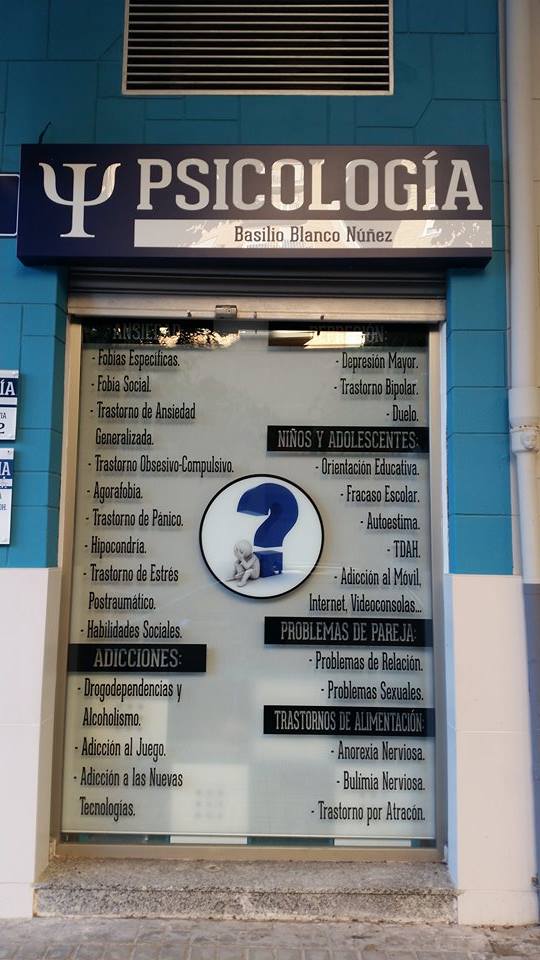 Ψ PSICOLOGÍA
Basilio Blanco Núñez
ANSIEDAD
- Fobias Específicas.
- Fobia Social.
- Trastorno de Ansiedad
Generalizada.
- Trastorno Obsesivo-Compulsivo.
- Agorafobia.
- Trastorno de Pánico.
- Hipocondría.
- Trastorno de Estrés
Postraumático.
- Habilidades Sociales.
ADICCIONES:
- Drogodependencias y
Alcoholismo.
- Adicción al Juego.
- Adicción a las Nuevas
Tecnologías.
DEPRESIÓN:
- Depresión Mayor.
- Trastorno Bipolar.
- Duelo.
NIÑOS Y ADOLESCENTES:
- Orientación Educativa.
- Fracaso Escolar.
- Autoestima.
- TDAH.
- Adicción al Móvil,
Internet, Videoconsolas...
?
PROBLEMAS DE PAREJA:
- Problemas de Relación.
- Problemas Sexuales.
TRASTORNOS DE ALIMENTACIÓN:
- Anorexia Nerviosa.
- Bulimia Nerviosa.
- Trastorno por Atracón.